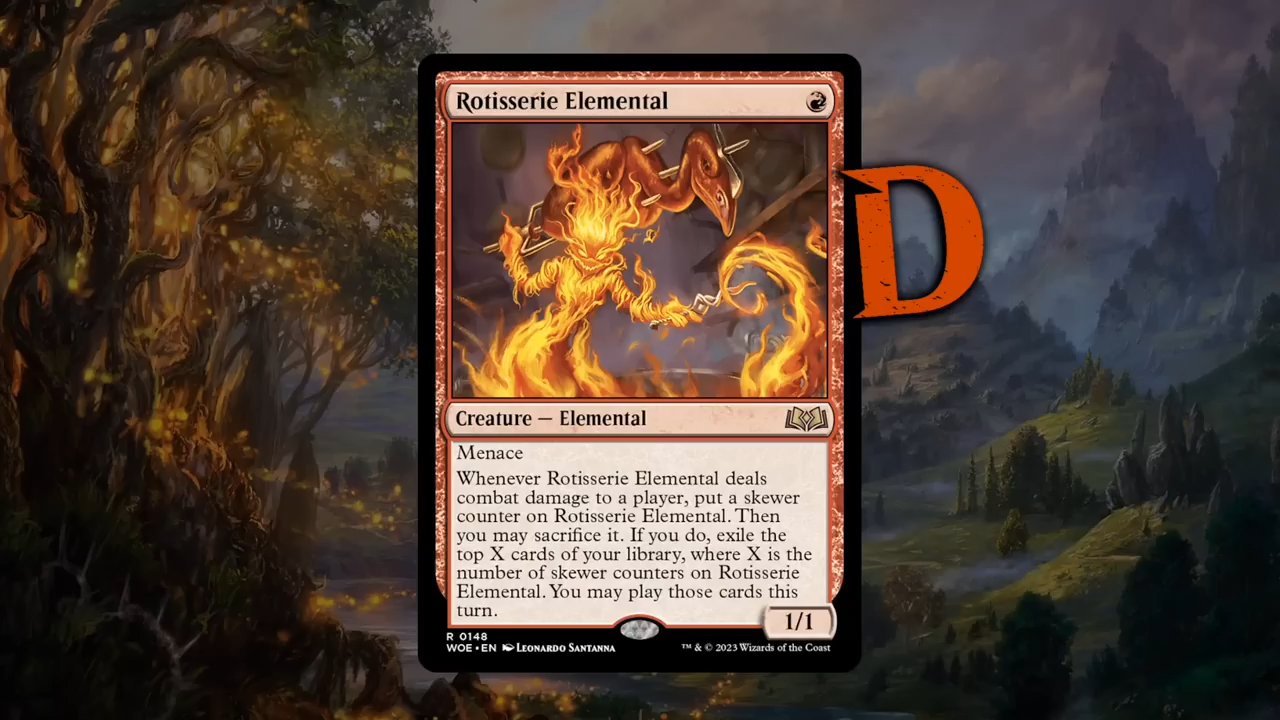 Rotisserie Elemental
D
Creature — Elemental
Menace
Whenever Rotisserie Elemental deals
combat damage to a player, put a skewer
counter on Rotisserie Elemental. Then
you may sacrifice it. If you do, exile the
top X cards of your library, where X is the
number of skewer counters on Rotisserie
Elemental. You may play those cards this
turn.
1/1
R 0148
WOE • EN Leonardo Santanna
™ & © 2023 Wizards of the Coast